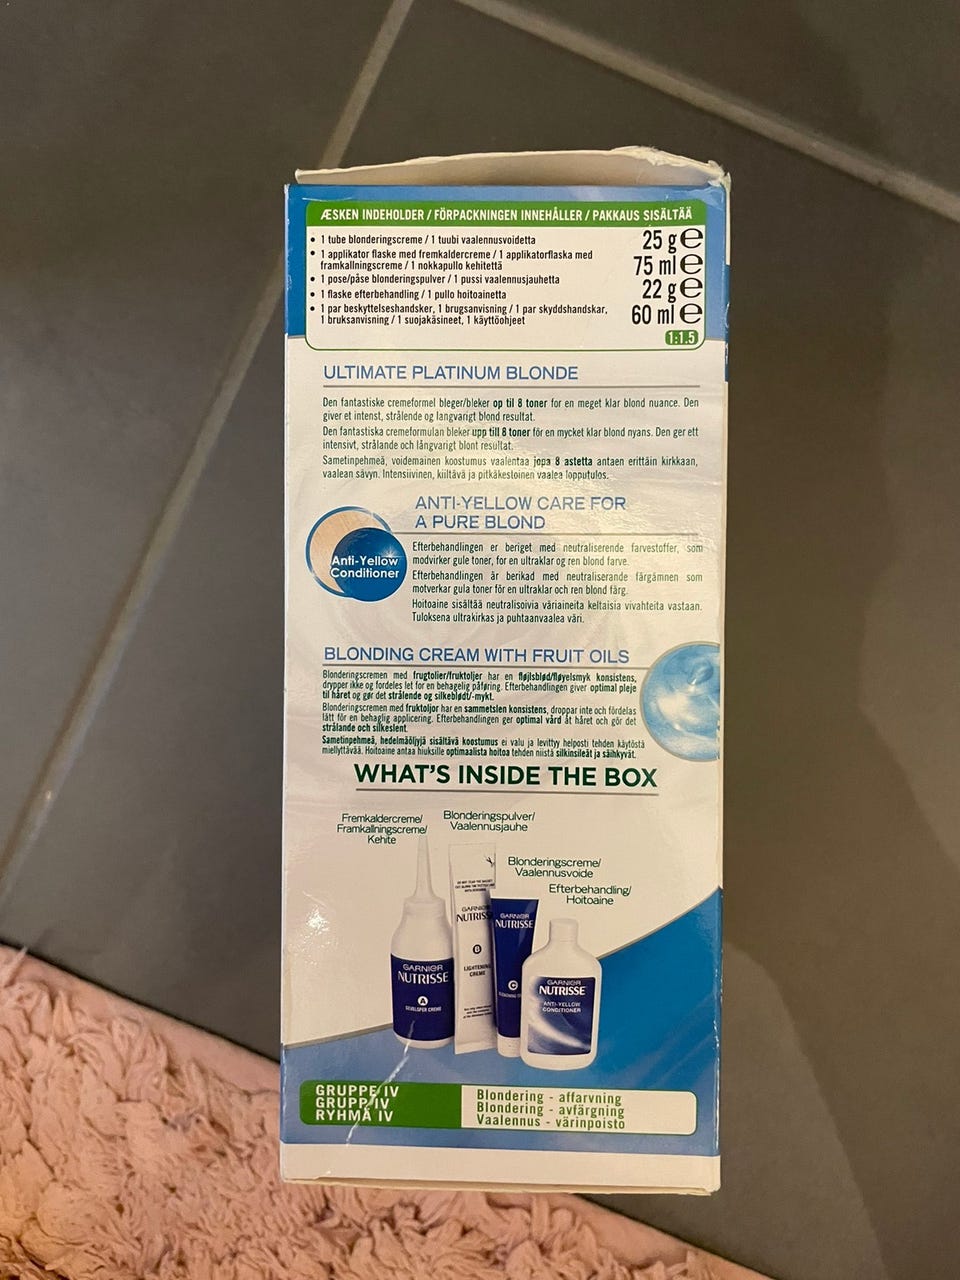 ÆSKEN INDEHOLDER / FÖRPACKNINGEN INNEHÅLLER / PAKKAUS SISÄLTÄÄ
• 1 tube blonderingscreme / 1 tuubi vaalennusvoidetta 25 g ℮
• 1 applikator flaske med fremkaldercreme / 1 applikatorflaska med
framkallningscreme / 1 nokkapullo kehitettä 75 ml ℮
• 1 pose/påse blonderingspulver / 1 pussi vaalennusjauhetta 22 g ℮
• 1 flaske efterbehandling / 1 pullo hoitoainetta 60 ml ℮
• 1 par beskyttelseshandsker, 1 brugsanvisning / 1 par skyddshandskar,
1 bruksanvisning / 1 suojakäsineet, 1 käyttöohjeet
1:1.5
ULTIMATE PLATINUM BLONDE
Den fantastiske cremeformel bleger/bleker op til 8 toner for en meget klar blond nuance. Den
giver et intenst, strålende og langvarigt blond resultat.
Den fantastiska cremeformulan bleker upp till 8 toner för en mycket klar blond nyans. Den ger ett
intensivt, strålande och långvarigt blont resultat.
Sametinpehmeä, voidemainen koostumus vaalentaa jopa 8 astetta antaen erittäin kirkkaan,
vaalean sävyn. Intensiivinen, kiiltävä ja pitkäkestoinen vaalea lopputulos.
ANTI-YELLOW CARE FOR
A PURE BLOND
Anti-Yellow
Conditioner
Efterbehandlingen er beriget med neutraliserende farvestoffer, som
modvirker gule toner, for en ultraklar og ren blond farve.
Efterbehandlingen är berikad med neutraliserande färgämnen som
motverkar gula toner för en ultraklar och ren blond färg.
Hoitoaine sisältää neutralisoivia väriaineita keltaisia vivahteita vastaan.
Tuloksena ultrakirkas ja puhtaanvaalea väri.
BLONDING CREAM WITH FRUIT OILS
Blonderingscremen med frugtolier/fruktoljer har en fløjlsblød/fløyelsmyk konsistens,
drypper ikke og fordeles let for en behagelig påføring. Efterbehandlingen giver optimal pleje
til håret og gør det strålende og silkeblødt/-mykt.
Blonderingscremen med fruktoljor har en sammetslen konsistens, droppar inte och fördelas
lätt för en behaglig applicering. Efterbehandlingen ger optimal vård åt håret och gör det
strålande och silkeslent.
Sametinpehmeä, hedelmäöljyjä sisältävä koostumus ei valu ja levittyy helposti tehden käytöstä
miellyttävää. Hoitoaine antaa hiuksille optimaalista hoitoa tehden niistä silkinsileät ja säihkyvät.
WHAT'S INSIDE THE BOX
Fremkaldercreme/
Framkallningscreme/
Kehite
Blonderingspulver/
Vaalennusjauhe
Blonderingscreme/
Vaalennusvoide
Efterbehandling/
Hoitoaine
GARNIER
NUTRISSE
A
DEVELOPER CREME
GARNIER
NUTRISSE
B
LIGHTENING
CREME
GARNIER
NUTRISSE
C
GARNIER
NUTRISSE
ANTI-YELLOW
CONDITIONER
GRUPPE IV
GRUPP IV
RYHMÄ IV
Blondering - affarvning
Blondering - avfärgning
Vaalennus - värinpoisto